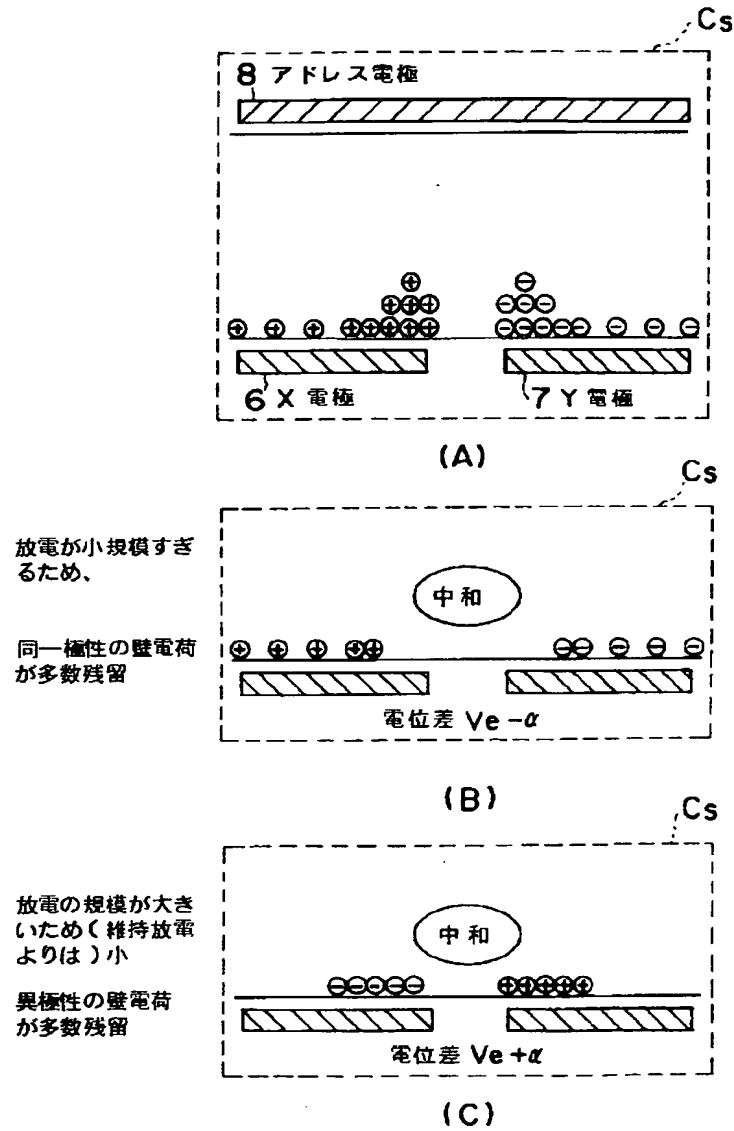 Cs
8 アドレス電極
6 X 電極
7 Y 電極
(A)
Cs
放電が小規模すぎ
るため、
中和
同一極性の壁電荷
が多数残留
電位差 Ve-α
(B)
Cs
放電の規模が大き
いため(維持放電
よりは)小
中和
異極性の壁電荷
が多数残留
電位差 Ve+α
(C)